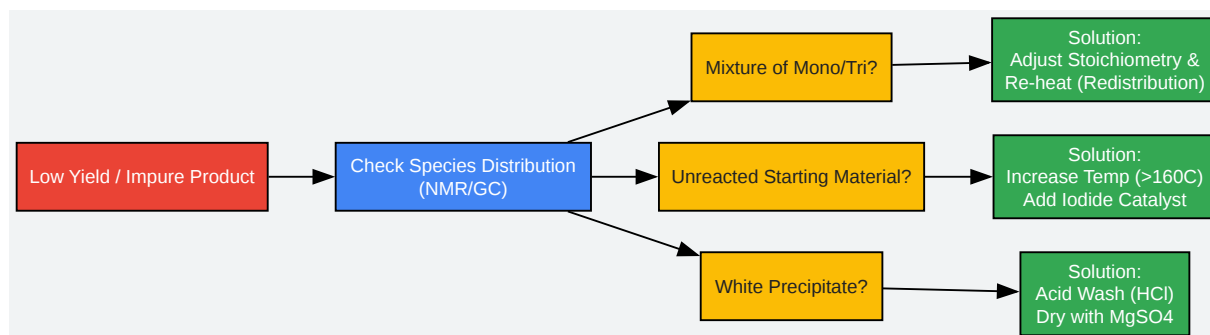 Low Yield / Impure Product
Check Species Distribution
(NMR/GC)
Mixture of Mono/Tri?
Solution:
Adjust Stoichiometry &
Re-heat (Redistribution)
Unreacted Starting Material?
Solution:
Increase Temp (>160C)
Add Iodide Catalyst
White Precipitate?
Solution:
Acid Wash (HCl)
Dry with MgSO4